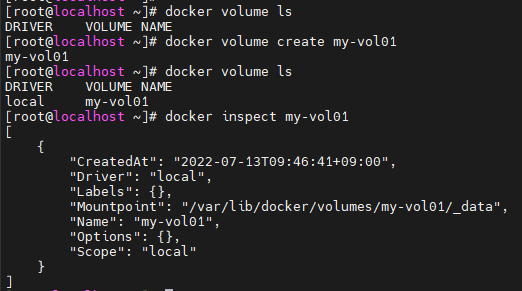 [root@localhost ~]# docker volume ls
DRIVER    VOLUME NAME
[root@localhost ~]# docker volume create my-vol01
my-vol01
[root@localhost ~]# docker volume ls
DRIVER    VOLUME NAME
local     my-vol01
[root@localhost ~]# docker inspect my-vol01
[
    {
        "CreatedAt": "2022-07-13T09:46:41+09:00",
        "Driver": "local",
        "Labels": {},
        "Mountpoint": "/var/lib/docker/volumes/my-vol01/_data",
        "Name": "my-vol01",
        "Options": {},
        "Scope": "local"
    }
]